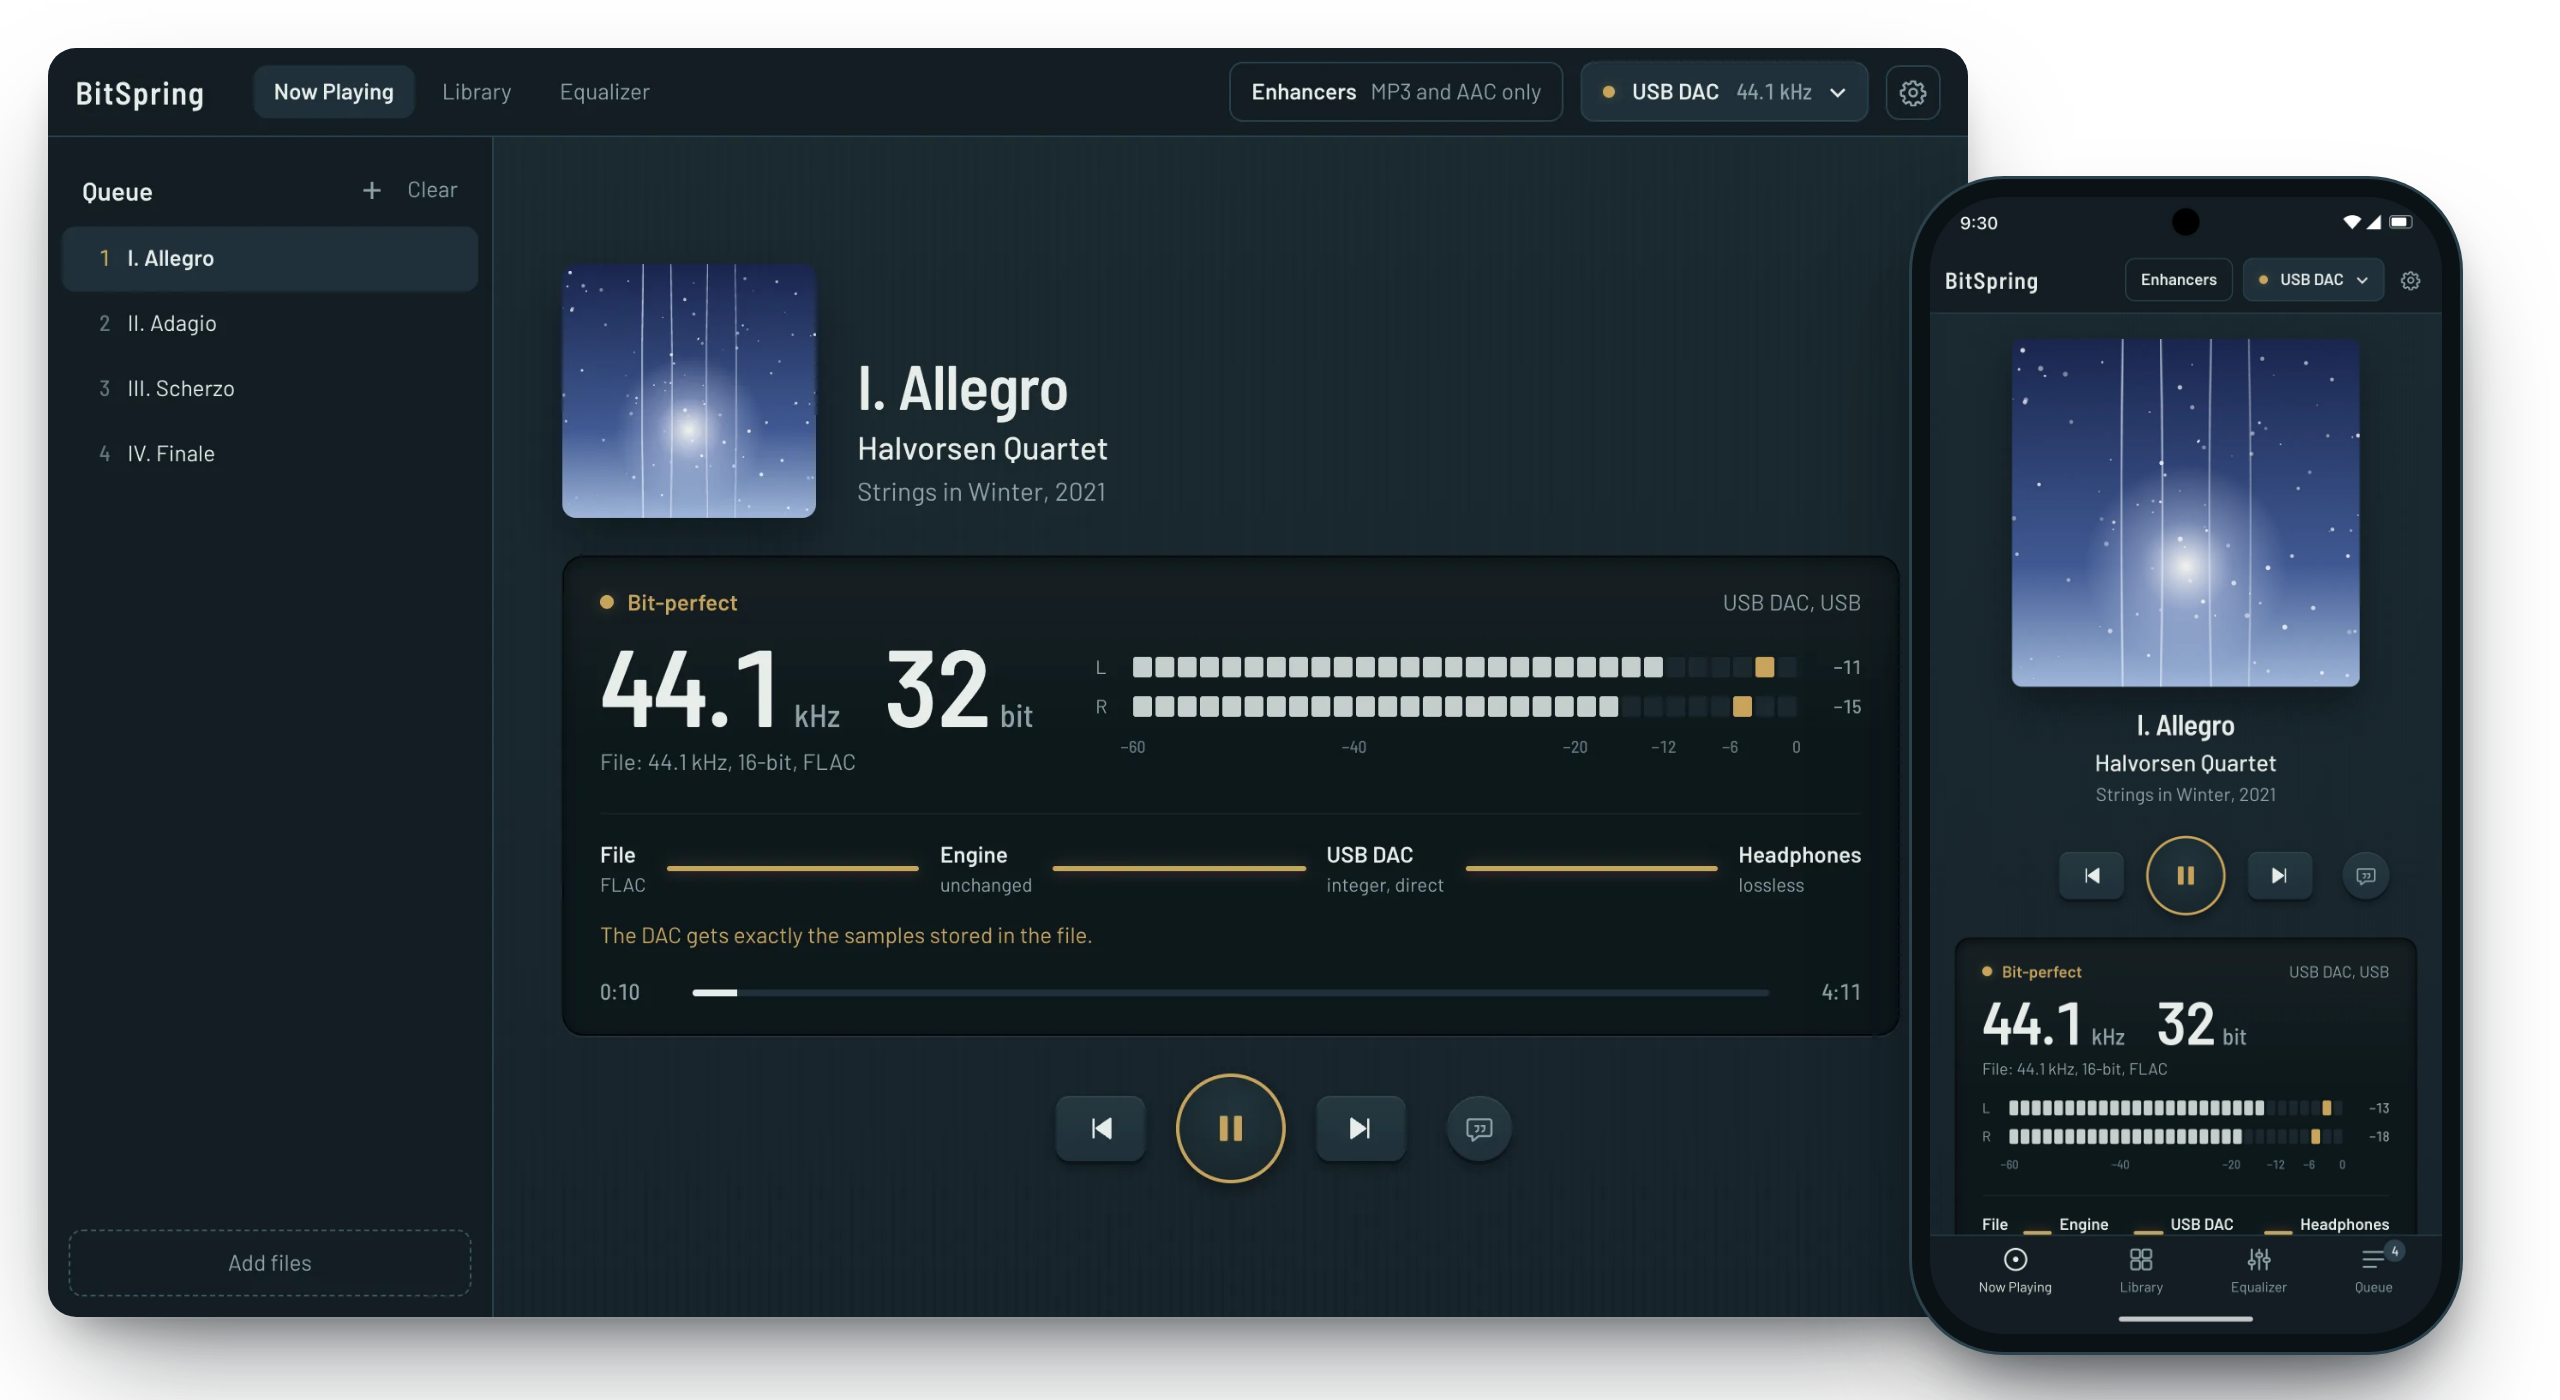 BitSpring
Now Playing
Library
Equalizer
Enhancers MP3 and AAC only
USB DAC 44.1 kHz
Queue
+ Clear
1 I. Allegro
2 II. Adagio
3 III. Scherzo
4 IV. Finale
Add files
I. Allegro
Halvorsen Quartet
Strings in Winter, 2021
Bit-perfect
USB DAC, USB
44.1 kHz 32 bit
File: 44.1 kHz, 16-bit, FLAC
L −11
R −15
−60 −40 −20 −12 −6 0
File Engine USB DAC Headphones
FLAC unchanged integer, direct lossless
The DAC gets exactly the samples stored in the file.
0:10 4:11
9:30
BitSpring
Enhancers
USB DAC
I. Allegro
Halvorsen Quartet
Strings in Winter, 2021
Bit-perfect
USB DAC, USB
44.1 kHz 32 bit
File: 44.1 kHz, 16-bit, FLAC
L −13
R −18
−60 −40 −20 −12 −6 0
File Engine USB DAC Headphones
4
Now Playing Library Equalizer Queue